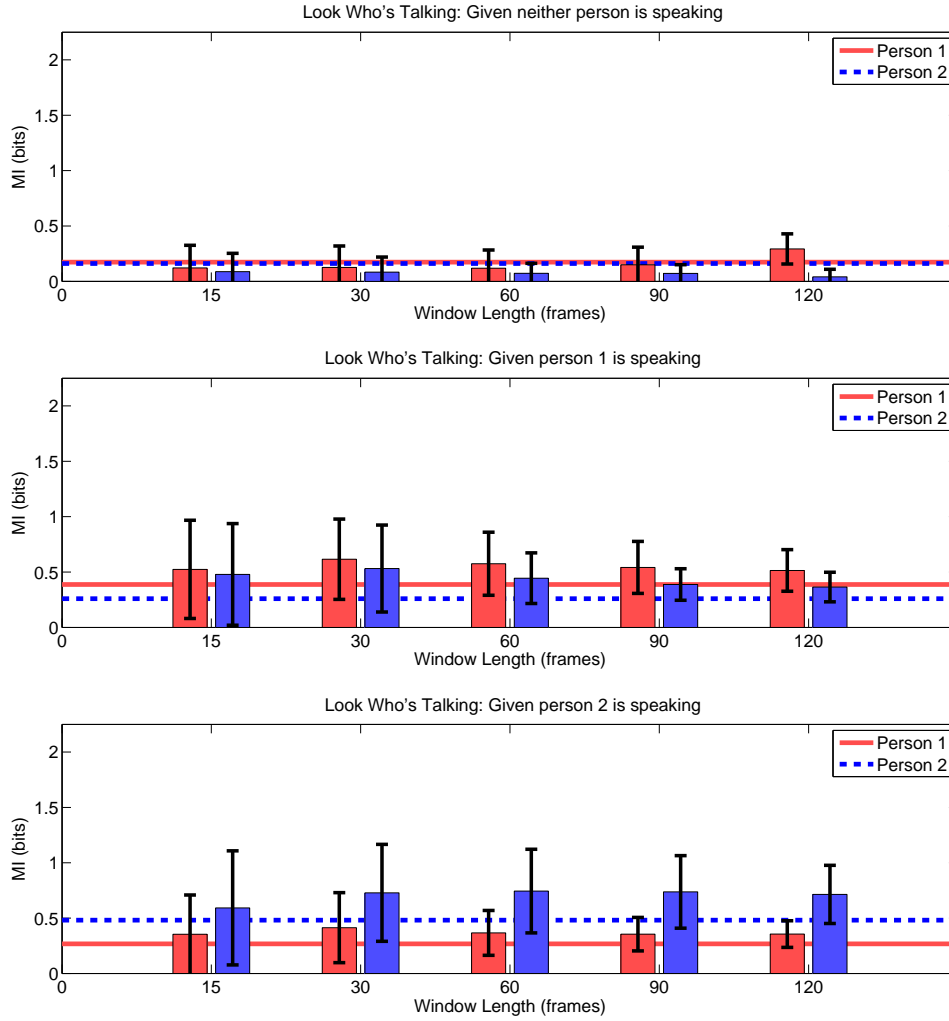 Look Who's Talking: Given neither person is speaking
2
1.5
1
0.5
0
MI (bits)
Person 1
Person 2
0 15 30 60 90 120
Window Length (frames)
Look Who's Talking: Given person 1 is speaking
2
1.5
1
0.5
0
MI (bits)
Person 1
Person 2
0 15 30 60 90 120
Window Length (frames)
Look Who's Talking: Given person 2 is speaking
2
1.5
1
0.5
0
MI (bits)
Person 1
Person 2
0 15 30 60 90 120
Window Length (frames)